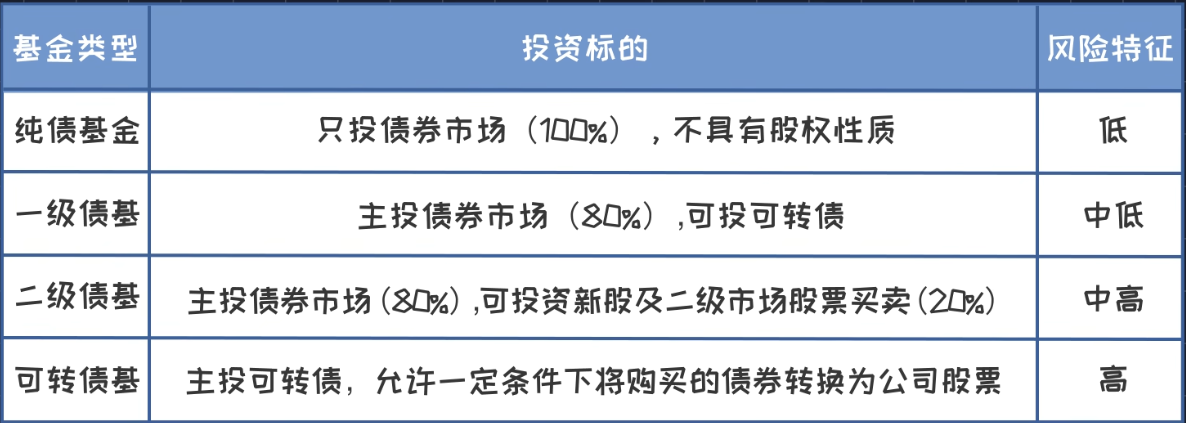 基金类型 投资标的 风险特征
纯债基金 只投债券市场（100%），不具有股权性质 低
一级债基 主投债券市场（80%）,可投可转债 中低
二级债基 主投债券市场(80%),可投资新股及二级市场股票买卖(20%) 中高
可转债基 主投可转债，允许一定条件下将购买的债券转换为公司股票 高